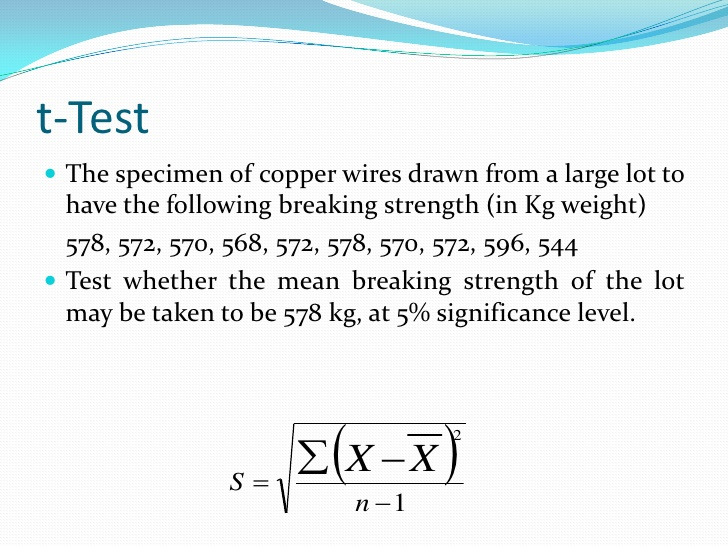 t-Test
The specimen of copper wires drawn from a large lot to
have the following breaking strength (in Kg weight)
578, 572, 570, 568, 572, 578, 570, 572, 596, 544
Test whether the mean breaking strength of the lot
may be taken to be 578 kg, at 5% significance level.
S = √(∑(X − X̅)² / (n − 1))